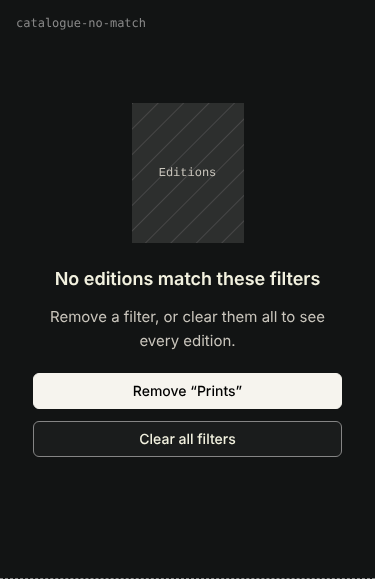 catalogue-no-match
Editions
No editions match these filters
Remove a filter, or clear them all to see
every edition.
Remove “Prints”
Clear all filters